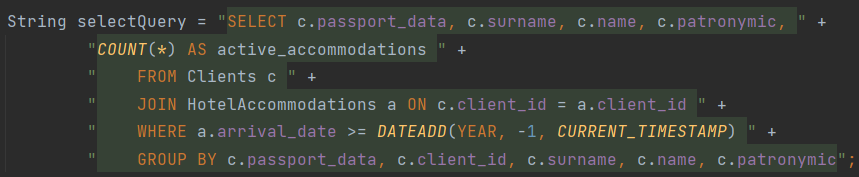 String selectQuery = "SELECT c.passport_data, c.surname, c.name, c.patronymic, " +
"COUNT(*) AS active_accommodations " +
"    FROM Clients c " +
"    JOIN HotelAccommodations a ON c.client_id = a.client_id " +
"    WHERE a.arrival_date >= DATEADD(YEAR, -1, CURRENT_TIMESTAMP) " +
"    GROUP BY c.passport_data, c.client_id, c.surname, c.name, c.patronymic";